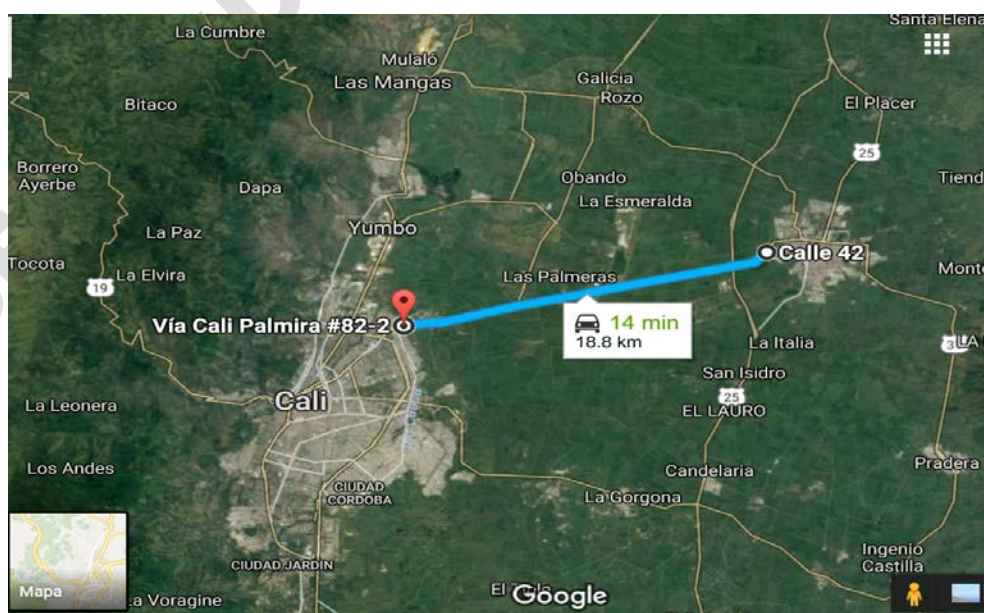 Santa Elena
La Cumbre
Mulaló
Las Mangas
Galicia
Rozo
Bitaco
El Placer
25
Borrero
Ayerbe
Dapa
Obando
La Esmeralda
Tiend
La Paz
Yumbo
Tocota
La Elvira
19
Las Palmeras
Calle 42
Mont
Vía Cali Palmira #82-2
14 min
18.8 km
La Italia
LA
San Isidro
25
EL LAURO
Cali
La Leonera
Los Andes
CIUDAD
CORDOBA
Candelaria
Pradera
La Gorgona
CIUDAD JARDIN
Ingenio
Castilla
Mapa
a Voragine
Google